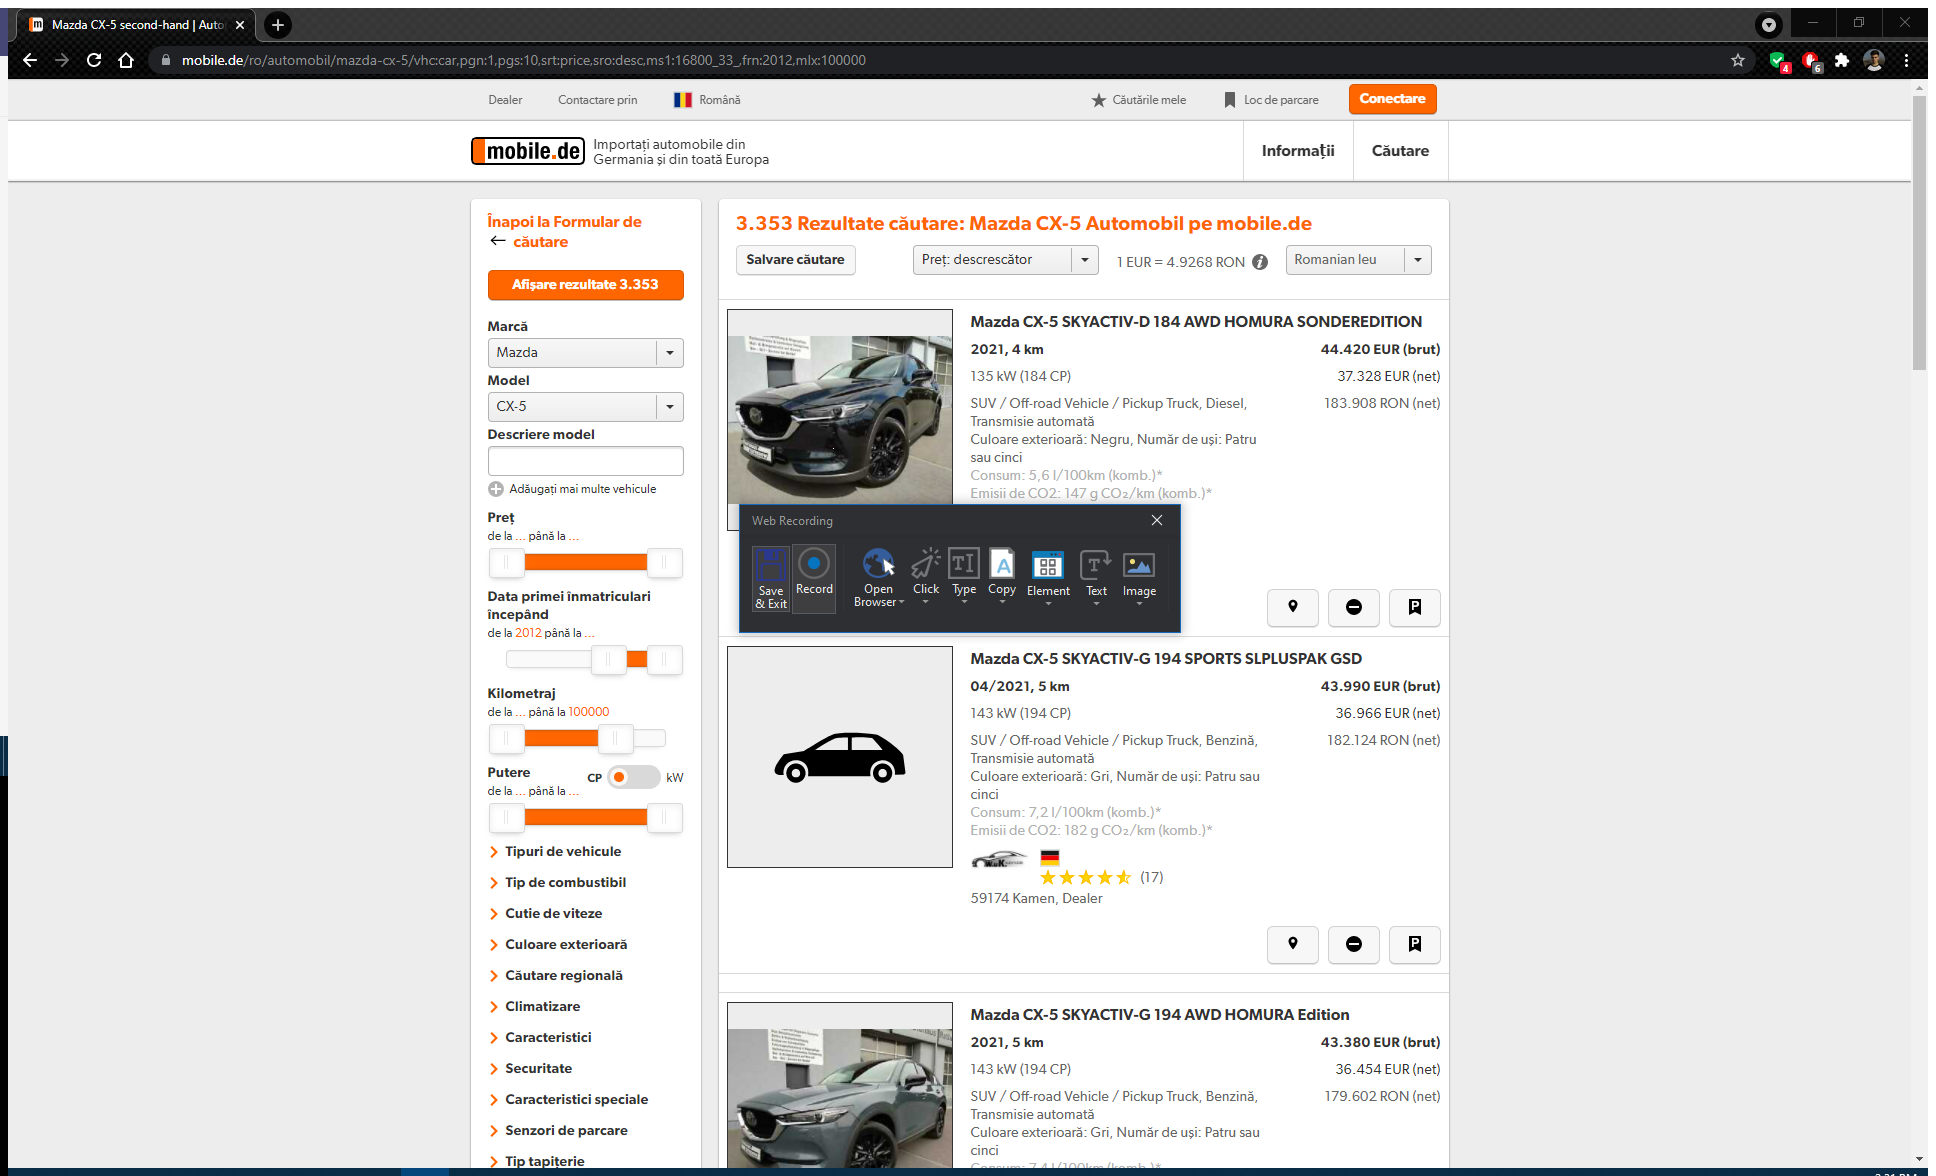 Mazda CX-5 second-hand | Auto
mobile.de/ro/automobil/mazda-cx-5/vhc:car,pgn:1,pgs:10,srt:price,sro:desc,ms1:16800_33_,frn:2012,mlx:100000
4
6
Dealer
Contactare prin
Română
Căutările mele
Loc de parcare
Conectare
mobile.de
Importați automobile din
Germania și din toată Europa
Informații
Căutare
Înapoi la Formular de
căutare
Afișare rezultate 3.353
Marcă
Mazda
Model
CX-5
Descriere model
Adăugați mai multe vehicule
Preț
de la ... până la ...
Data primei înmatriculari
începând
de la 2012 până la ...
Kilometraj
de la ... până la 100000
Putere
CP
kW
de la ... până la ...
Tipuri de vehicule
Tip de combustibil
Cutie de viteze
Culoare exterioară
Căutare regională
Climatizare
Caracteristici
Securitate
Caracteristici speciale
Senzori de parcare
Tip tapițerie
3.353 Rezultate căutare: Mazda CX-5 Automobil pe mobile.de
Salvare căutare
Preț: descrescător
1 EUR = 4.9268 RON
Romanian leu
Mazda CX-5 SKYACTIV-D 184 AWD HOMURA SONDEREDITION
2021, 4 km
44.420 EUR (brut)
135 kW (184 CP)
37.328 EUR (net)
SUV / Off-road Vehicle / Pickup Truck, Diesel,
183.908 RON (net)
Transmisie automată
Culoare exterioară: Negru, Număr de uși: Patru
sau cinci
Consum: 5,6 l/100km (komb.)*
Emisii de CO2: 147 g CO₂/km (komb.)*
Web Recording
Save
& Exit
Record
Open
Browser
Click
Type
Copy
Element
Text
Image
Mazda CX-5 SKYACTIV-G 194 SPORTS SLPLUSPAK GSD
04/2021, 5 km
43.990 EUR (brut)
143 kW (194 CP)
36.966 EUR (net)
SUV / Off-road Vehicle / Pickup Truck, Benzină,
182.124 RON (net)
Transmisie automată
Culoare exterioară: Gri, Număr de uși: Patru sau
cinci
Consum: 7,2 l/100km (komb.)*
Emisii de CO2: 182 g CO₂/km (komb.)*
(17)
59174 Kamen, Dealer
Mazda CX-5 SKYACTIV-G 194 AWD HOMURA Edition
2021, 5 km
43.380 EUR (brut)
143 kW (194 CP)
36.454 EUR (net)
SUV / Off-road Vehicle / Pickup Truck, Benzină,
179.602 RON (net)
Transmisie automată
Culoare exterioară: Gri, Număr de uși: Patru sau
cinci
Consum: 7,4 l/100km (komb.)*